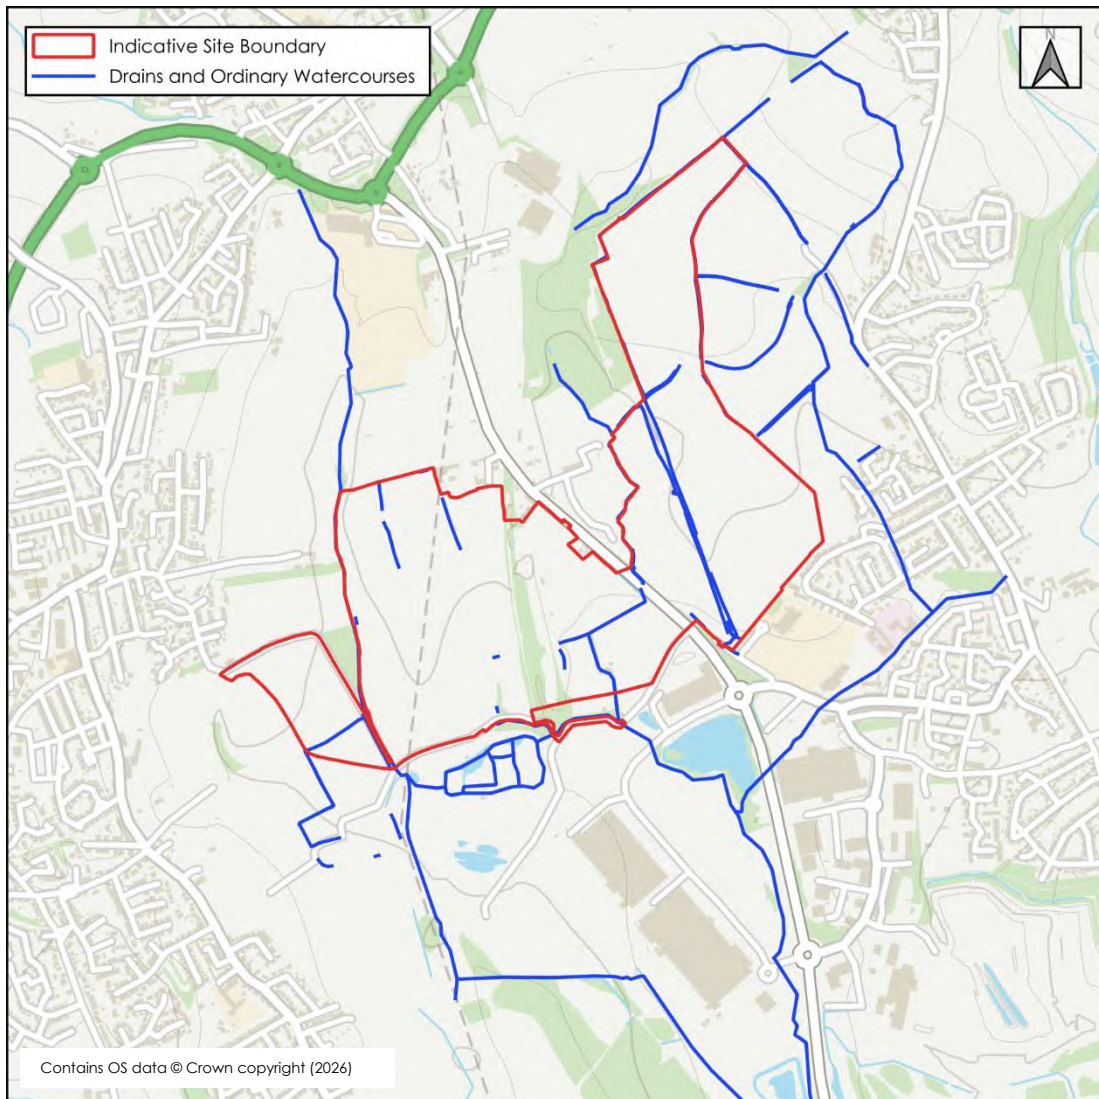 Indicative Site Boundary
Drains and Ordinary Watercourses
N
Contains OS data © Crown copyright (2026)